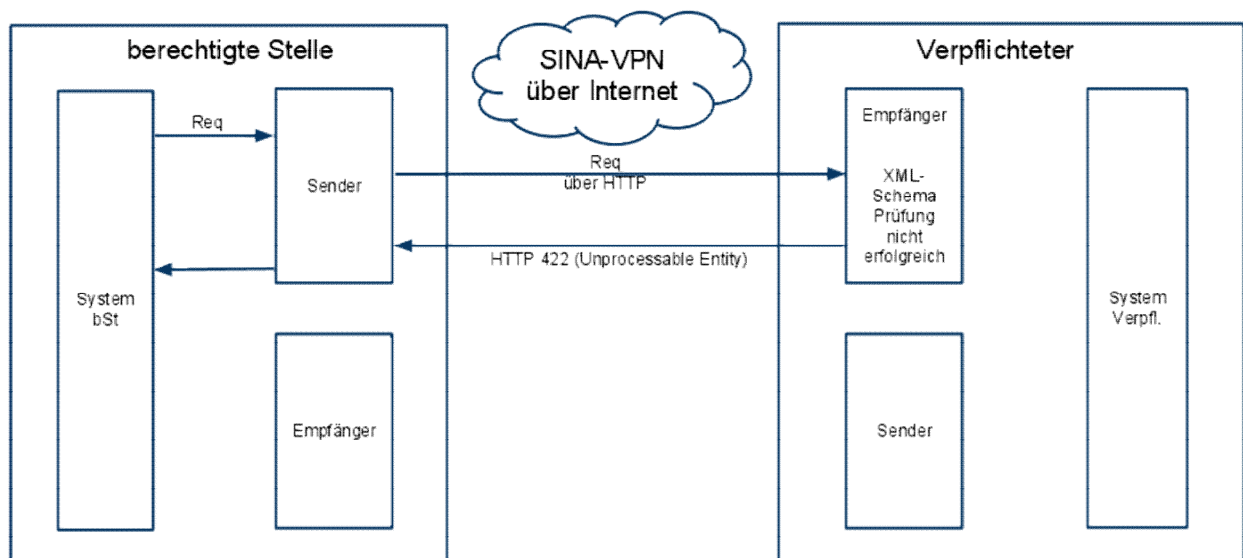 berechtigte Stelle
SINA-VPN
über Internet
Verpflichteter
Req
Sender
Req
über HTTP
Empfänger
XML-
Schema
Prüfung
nicht
erfolgreich
HTTP 422 (Unprocessable Entity)
System
bSt
Empfänger
Sender
System
Verpfl.